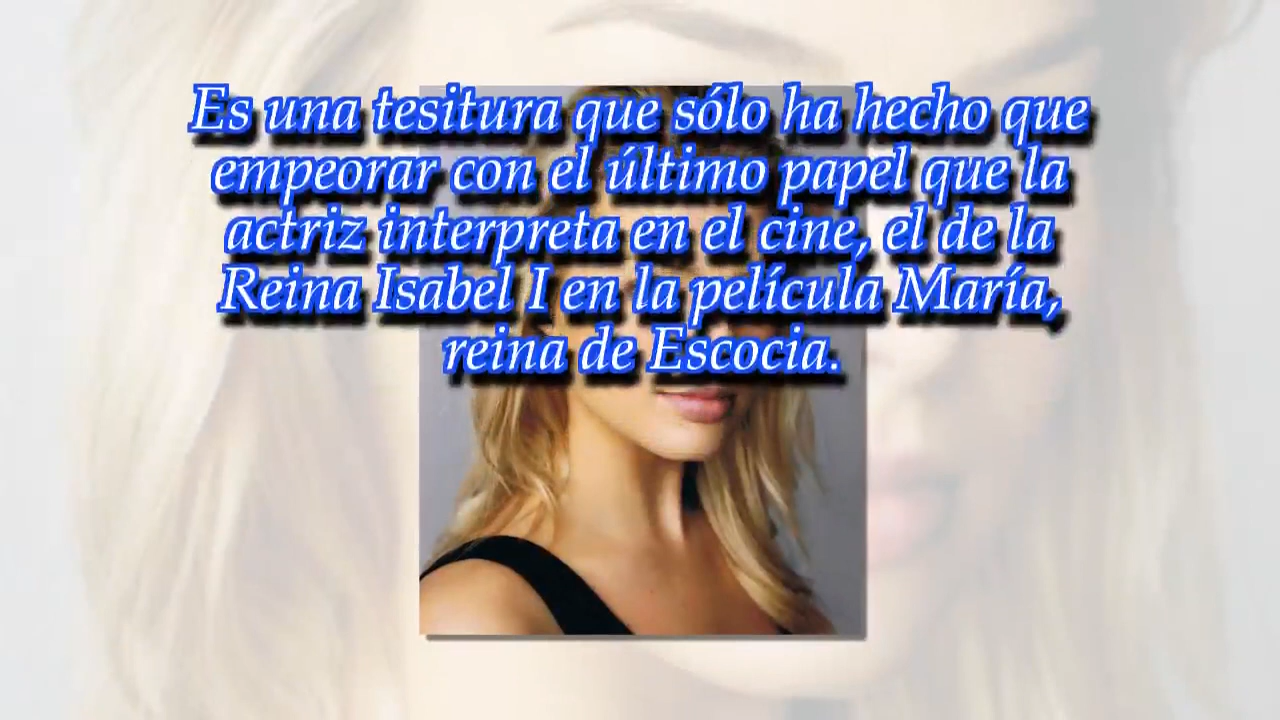 Es una tesitura que sólo ha hecho que
empeorar con el último papel que la
actriz interpreta en el cine, el de la
Reina Isabel I en la película María,
reina de Escocia.